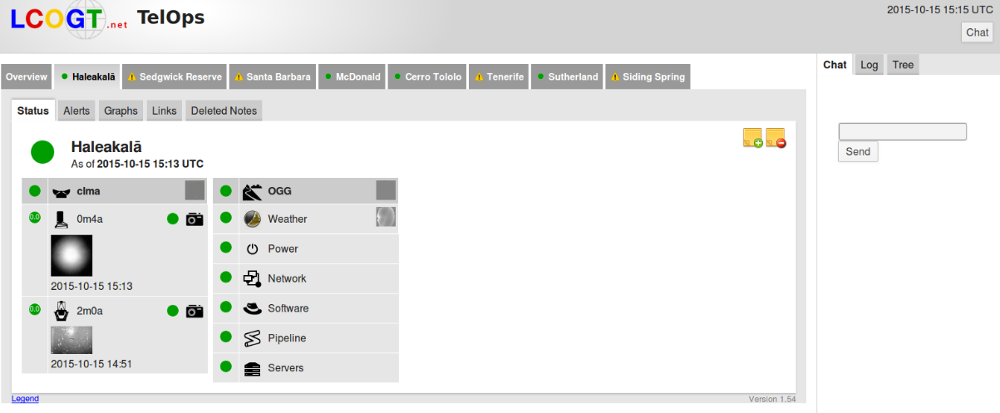 LCOGT.net TelOps
2015-10-15 15:15 UTC
Chat
Overview Haleakalā Sedgwick Reserve Santa Barbara McDonald Cerro Tololo Tenerife Sutherland Siding Spring
Chat Log Tree
Status Alerts Graphs Links Deleted Notes
Haleakalā
As of 2015-10-15 15:13 UTC
Send
clma OGG
0.0 0m4a Weather
Power
2015-10-15 15:13 Network
0.0 2m0a Software
Pipeline
2015-10-15 14:51 Servers
Legend Version 1.54